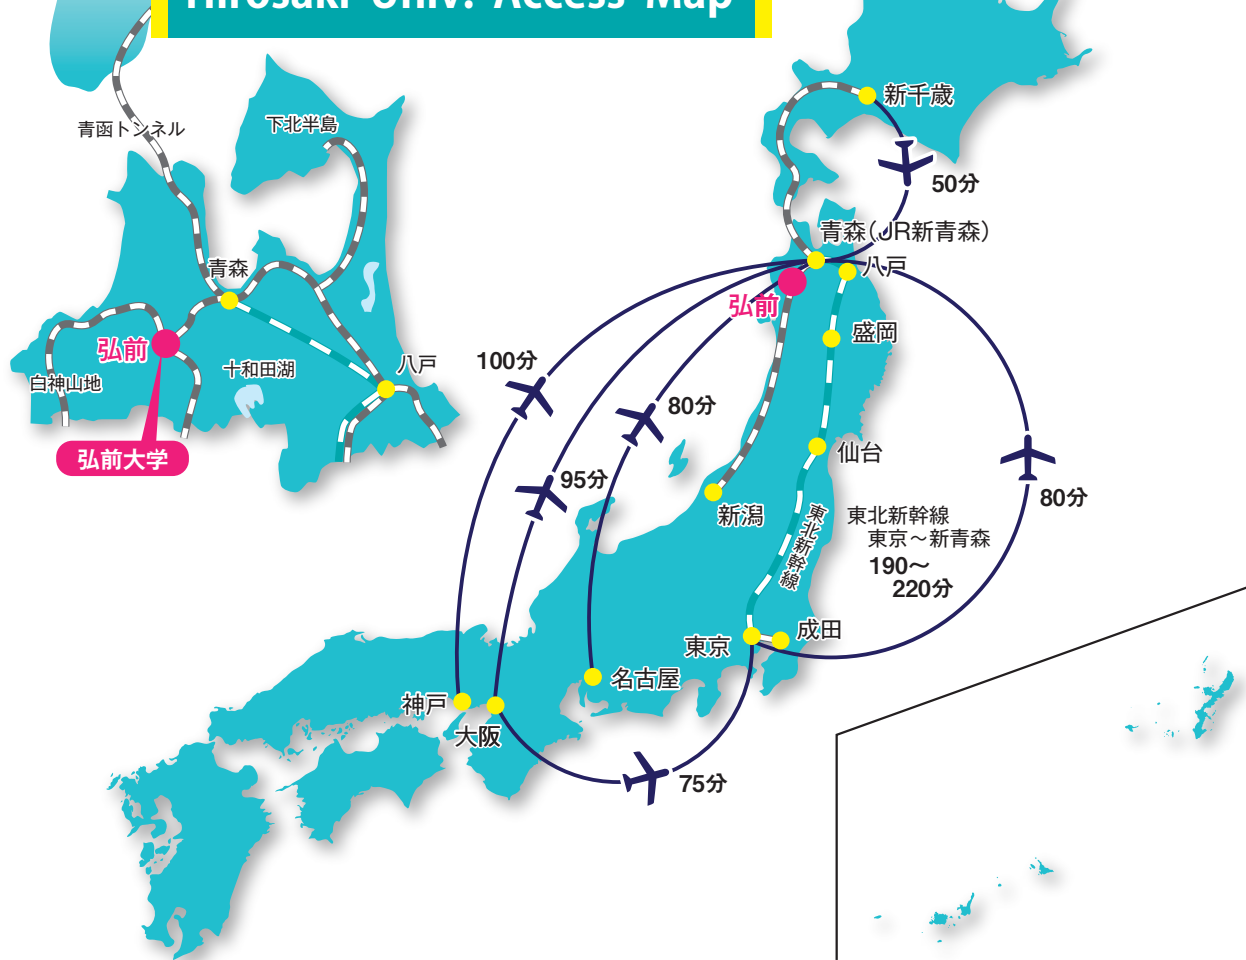 Hirosaki Univ. Access Map
青函トンネル
下北半島
青森
弘前
白神山地
十和田湖
八戸
弘前大学
新千歳
50分
青森(JR新青森)
八戸
弘前
盛岡
100分
80分
95分
仙台
80分
新潟
東北新幹線
東北新幹線
東京～新青森
190～
220分
成田
東京
名古屋
神戸
大阪
75分